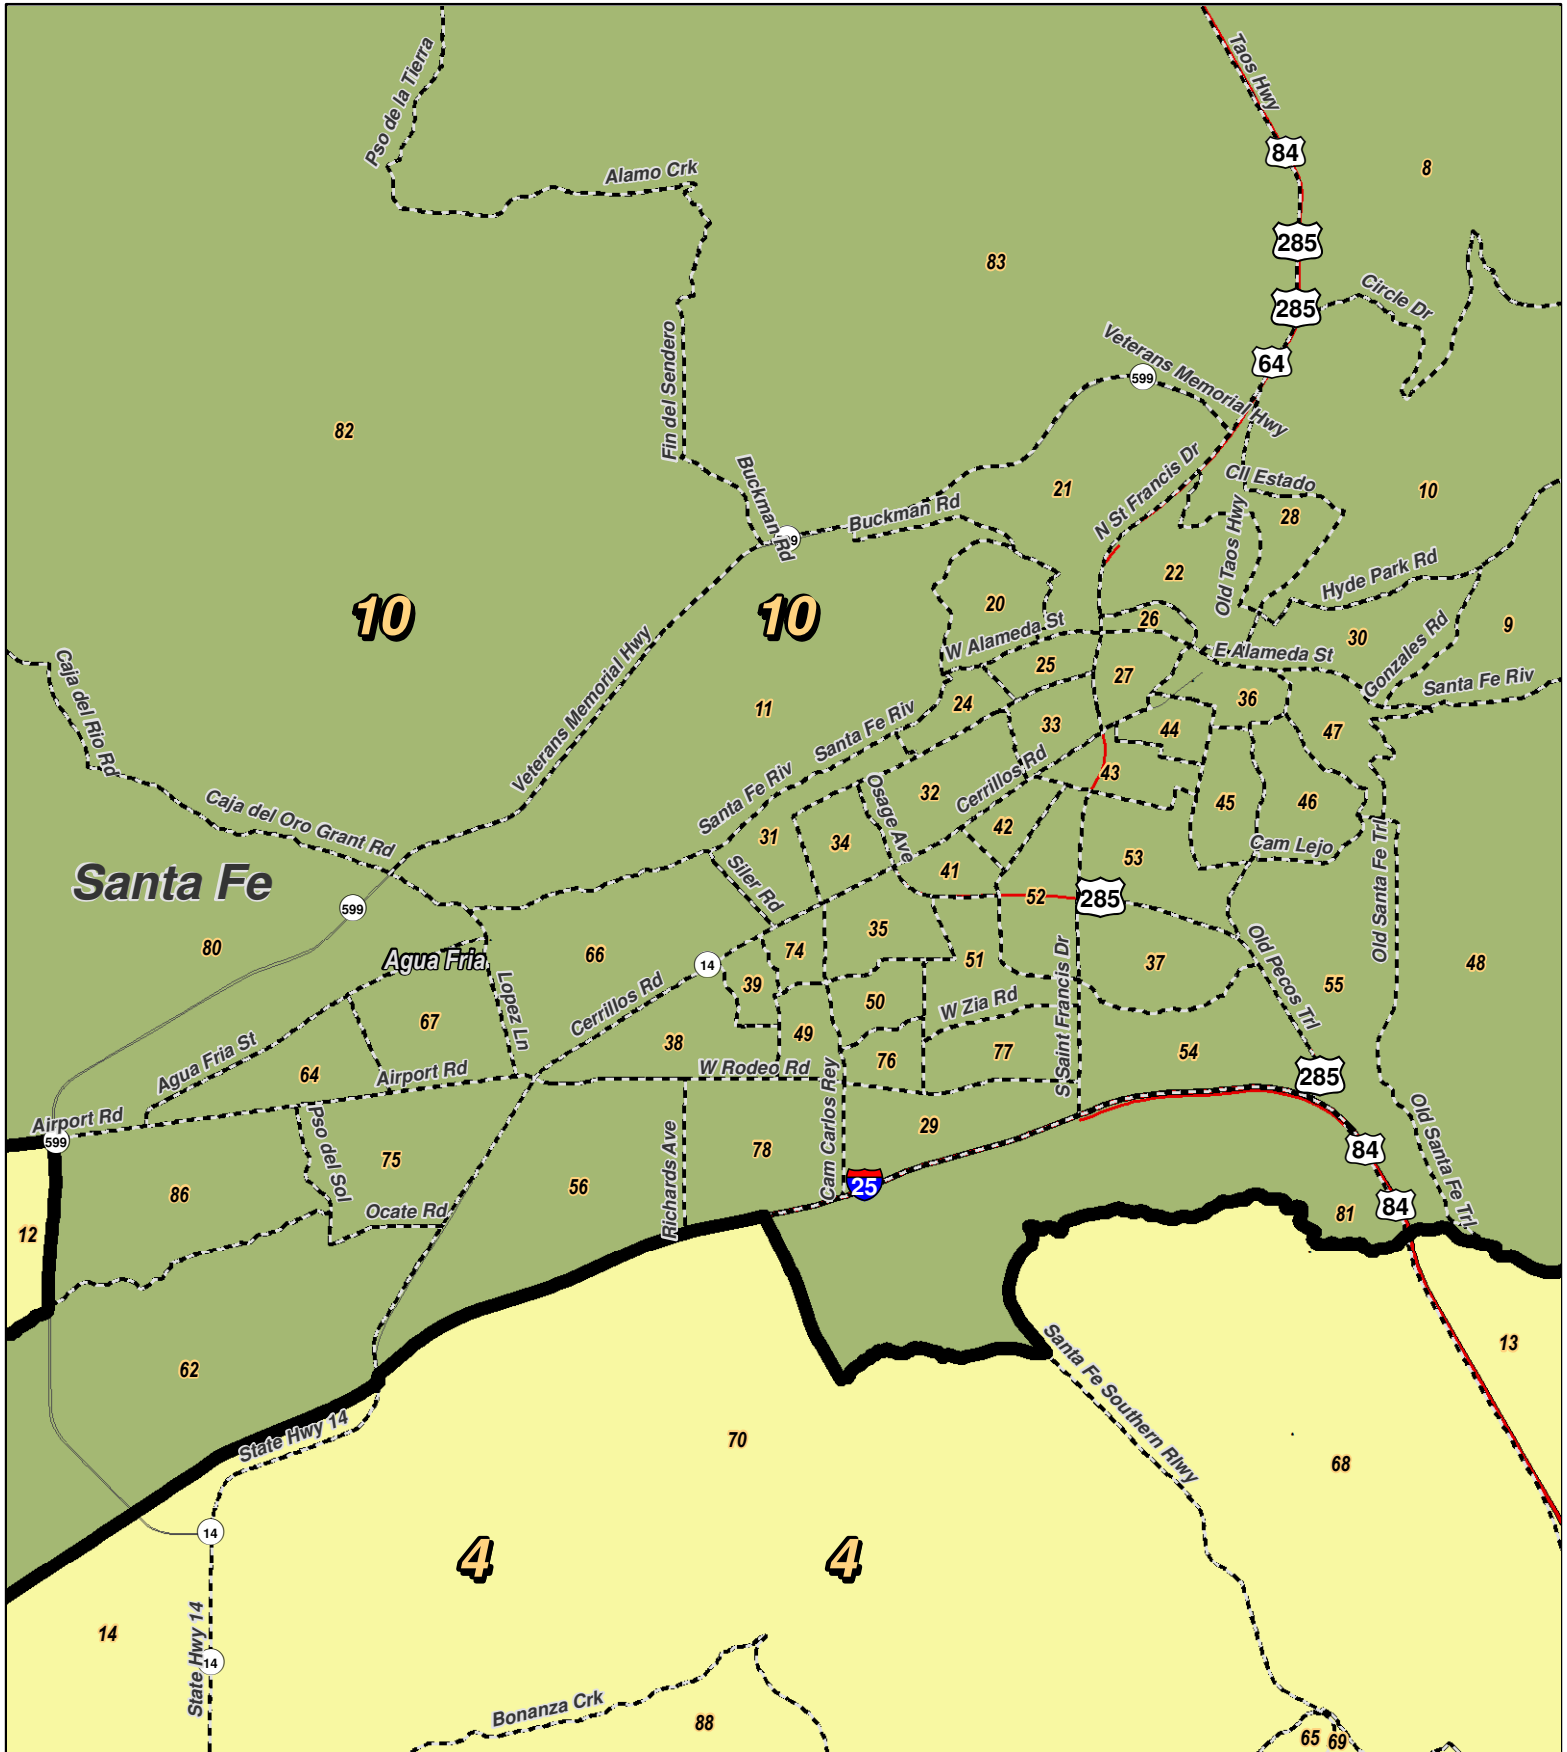 Taos Hwy
Pso de la Tierra
84
8
Alamo Crk
285
83
Circle Dr
285
Fin del Sendero
Veterans Memorial Hwy
64
599
82
Buckman Rd
N St Francis Dr
Cll Estado
21
10
Buckman Rd
28
Old Taos Hwy
Hyde Park Rd
22
10
10
20
26
9
W Alameda St
30
E Alameda St
Gonzales Rd
25
27
Santa Fe Riv
Caja del Rio Rd
Veterans Memorial Hwy
11
24
36
Santa Fe Riv
33
44
47
43
Cerrillos Rd
32
Santa Fe Riv
Osage Ave
45
46
Caja del Oro Grant Rd
31
34
42
Cam Lejo
Old Santa Fe Trl
53
Santa Fe
Siler Rd
41
52
285
599
35
80
66
74
Old Pecos Trl
Agua Fria
14
51
37
48
S Saint Francis Dr
Lopez Ln
39
55
Cerrillos Rd
50
W Zia Rd
67
49
38
Agua Fria St
76
77
54
64
Airport Rd
W Rodeo Rd
285
Airport Rd
599
Pso del Sol
Cam Carlos Rey
29
Old Santa Fe Trl
75
Richards Ave
78
84
86
56
25
84
Ocate Rd
81
12
13
Santa Fe Southern Rlwy
62
State Hwy 14
70
68
14
4
4
14
State Hwy 14
14
Bonanza Crk
88
65
69